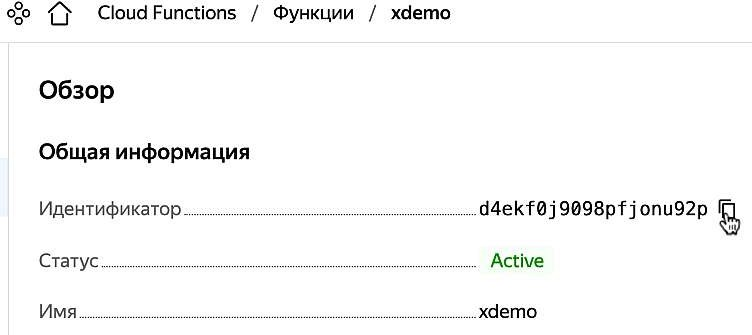 Cloud Functions / Функции / xdemo
Обзор
Общая информация
Идентификатор d4ekf0j9098pfjonu92p
Статус Active
Имя xdemo